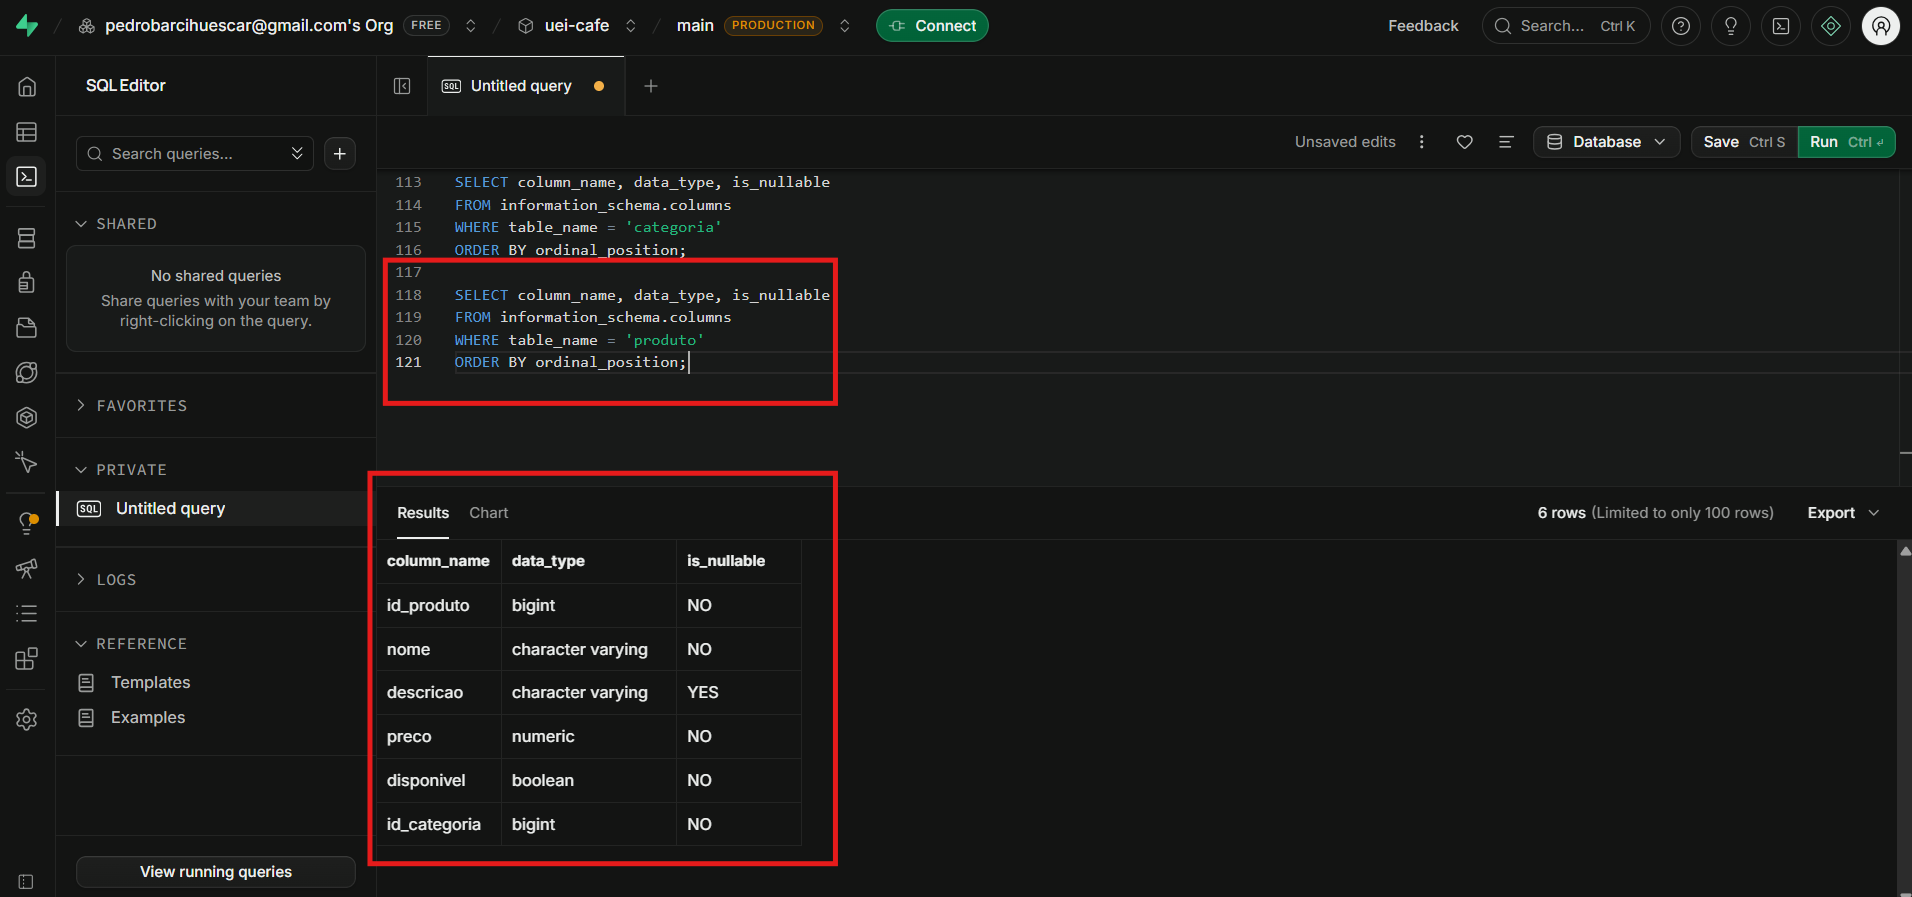 pedrobarcihuescar@gmail.com's Org FREE uei-cafe main PRODUCTION Connect Feedback Search... Ctrl K
SQL Editor
SQL Untitled query
Search queries...
Unsaved edits Database Save Ctrl S Run Ctrl ↵
SHARED
No shared queries
Share queries with your team by
right-clicking on the query.
FAVORITES
PRIVATE
SQL Untitled query
LOGS
REFERENCE
Templates
Examples
View running queries
113 SELECT column_name, data_type, is_nullable
114 FROM information_schema.columns
115 WHERE table_name = 'categoria'
116 ORDER BY ordinal_position;
117
118 SELECT column_name, data_type, is_nullable
119 FROM information_schema.columns
120 WHERE table_name = 'produto'
121 ORDER BY ordinal_position;
Results Chart 6 rows (Limited to only 100 rows) Export
column_name data_type is_nullable
id_produto bigint NO
nome character varying NO
descricao character varying YES
preco numeric NO
disponivel boolean NO
id_categoria bigint NO